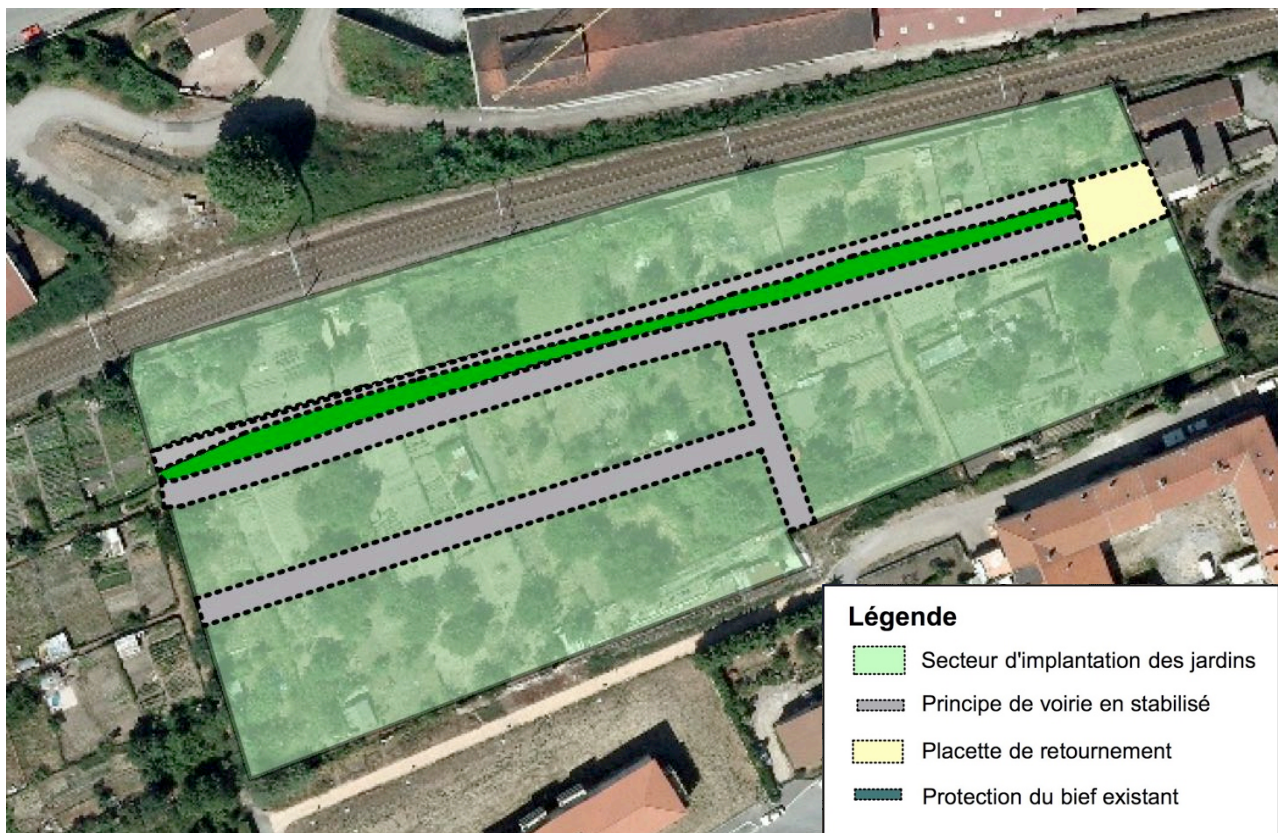 Légende
Secteur d'implantation des jardins
Principe de voirie en stabilisé
Placette de retournement
Protection du bief existant